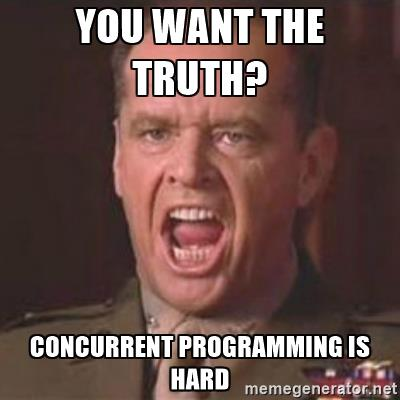 YOU WANT THE
TRUTH?
CONCURRENT PROGRAMMING IS
HARD
memegenerator.net